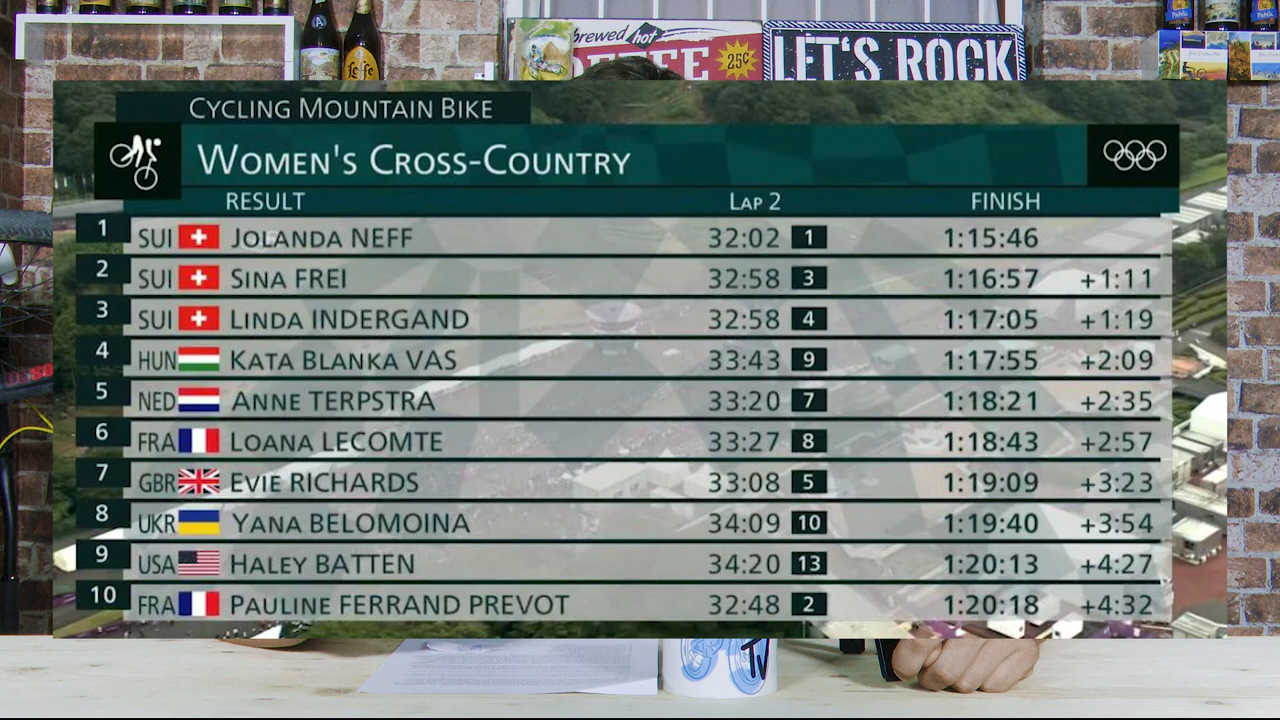 brewed hot
COFFEE 25¢
LET'S ROCK
Leffe
CYCLING MOUNTAIN BIKE
WOMEN'S CROSS-COUNTRY
RESULT LAP 2 FINISH
1 SUI JOLANDA NEFF 32:02 1 1:15:46
2 SUI SINA FREI 32:58 3 1:16:57 +1:11
3 SUI LINDA INDERGAND 32:58 4 1:17:05 +1:19
4 HUN KATA BLANKA VAS 33:43 9 1:17:55 +2:09
5 NED ANNE TERPSTRA 33:20 7 1:18:21 +2:35
6 FRA LOANA LECOMTE 33:27 8 1:18:43 +2:57
7 GBR EVIE RICHARDS 33:08 5 1:19:09 +3:23
8 UKR YANA BELOMOINA 34:09 10 1:19:40 +3:54
9 USA HALEY BATTEN 34:20 13 1:20:13 +4:27
10 FRA PAULINE FERRAND PREVOT 32:48 2 1:20:18 +4:32
TV